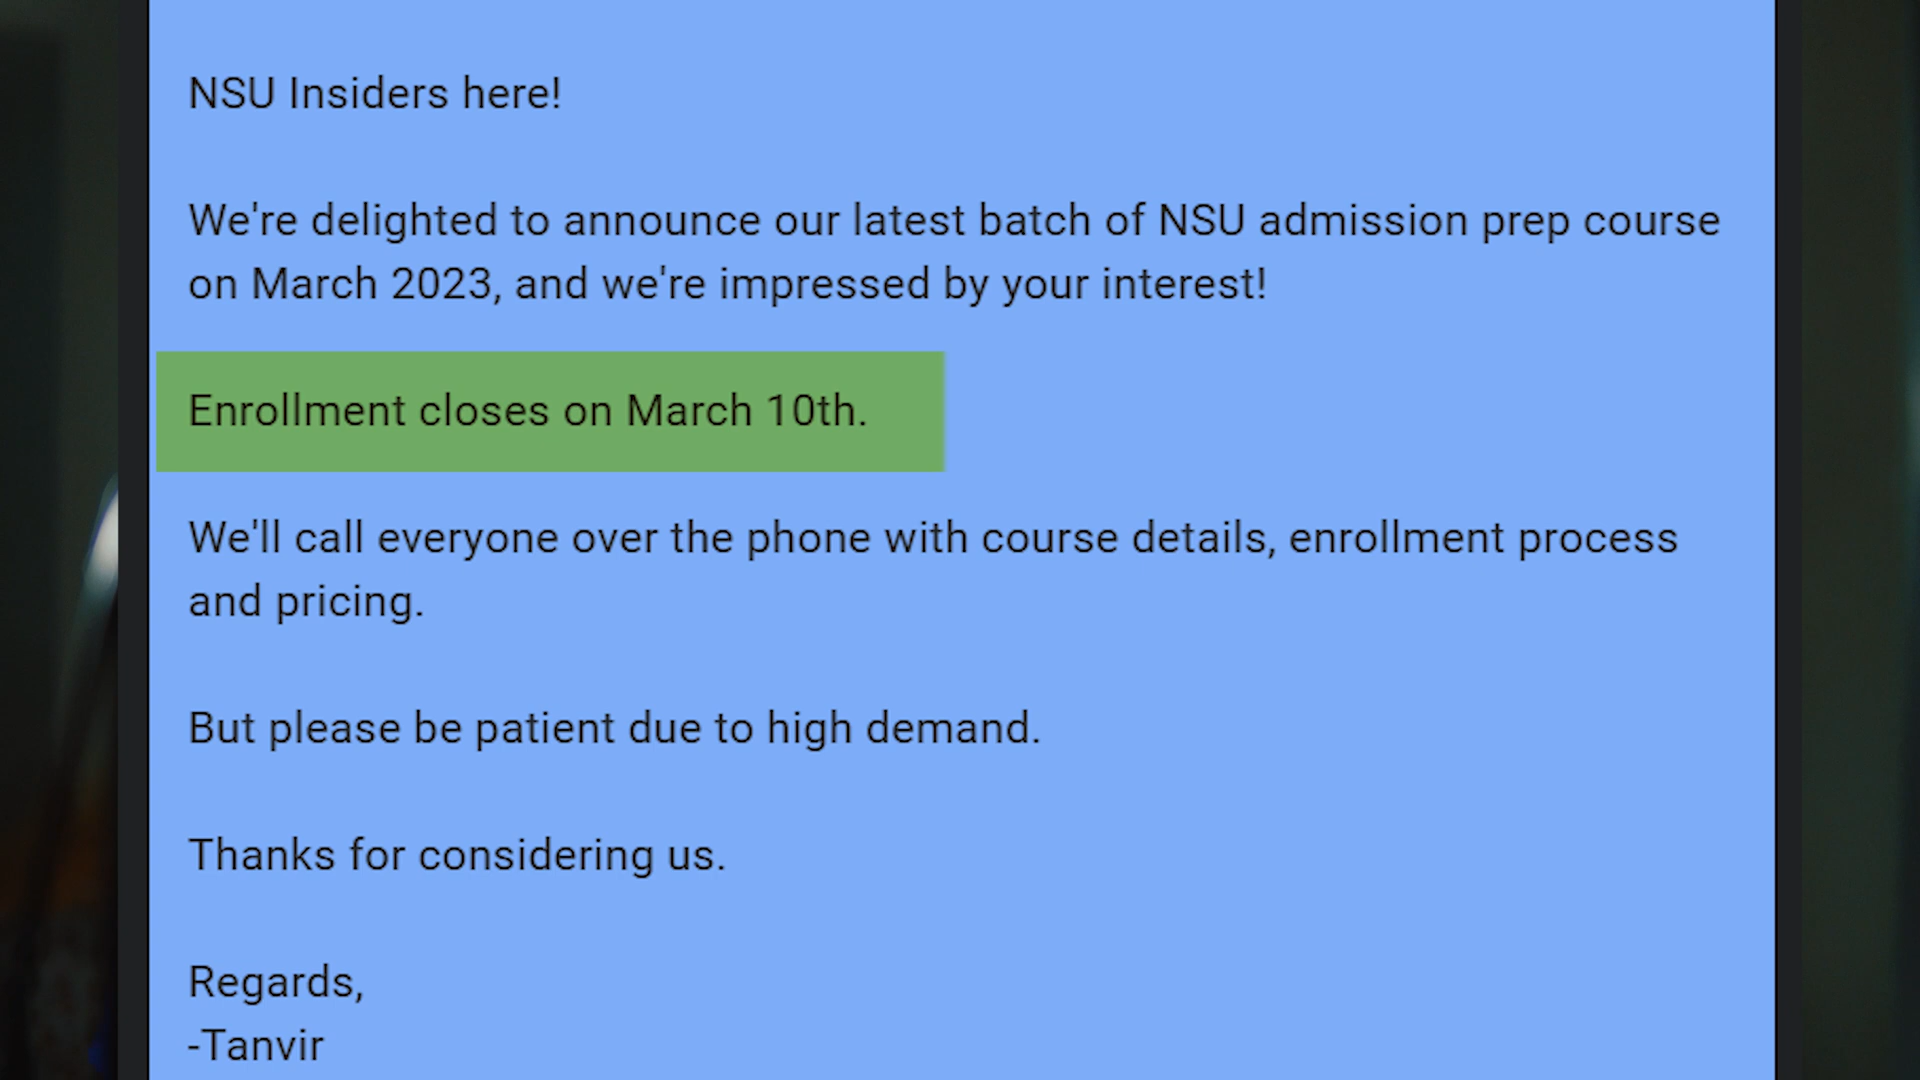 NSU Insiders here!
We're delighted to announce our latest batch of NSU admission prep course
on March 2023, and we're impressed by your interest!
Enrollment closes on March 10th.
We'll call everyone over the phone with course details, enrollment process
and pricing.
But please be patient due to high demand.
Thanks for considering us.
Regards,
-Tanvir